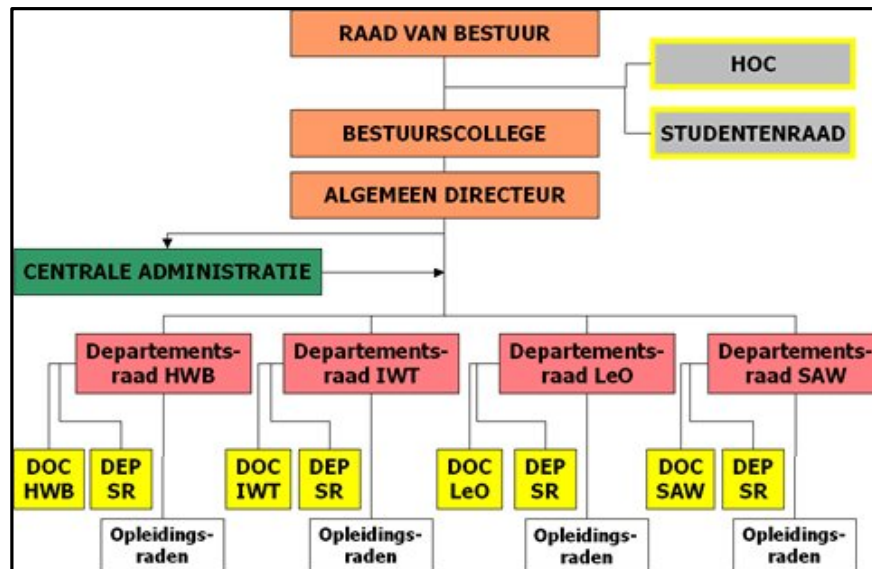 RAAD VAN BESTUUR
HOC
BESTUURSCOLLEGE
STUDENTENRAAD
ALGEMEEN DIRECTEUR
CENTRALE ADMINISTRATIE
Departements-
raad HWB
Departements-
raad IWT
Departements-
raad LeO
Departements-
raad SAW
DOC
HWB
DEP
SR
DOC
IWT
DEP
SR
DOC
LeO
DEP
SR
DOC
SAW
DEP
SR
Opleidings-
raden
Opleidings-
raden
Opleidings-
raden
Opleidings-
raden